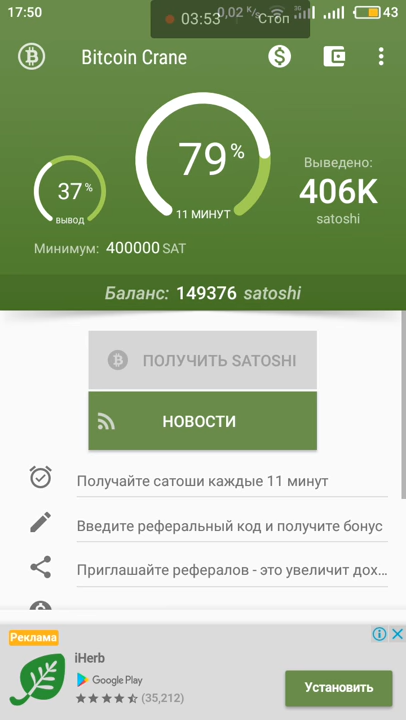 17:50
03:53
Стоп
0,02 K/s
3G
43
Bitcoin Crane
79%
11 МИНУТ
37%
вывод
Выведено:
406K
satoshi
Минимум: 400000 SAT
Баланс: 149376 satoshi
ПОЛУЧИТЬ SATOSHI
НОВОСТИ
Получайте сатоши каждые 11 минут
Введите реферальный код и получите бонус
Приглашайте рефералов - это увеличит дох...
Реклама
iHerb
Google Play
(35,212)
Установить